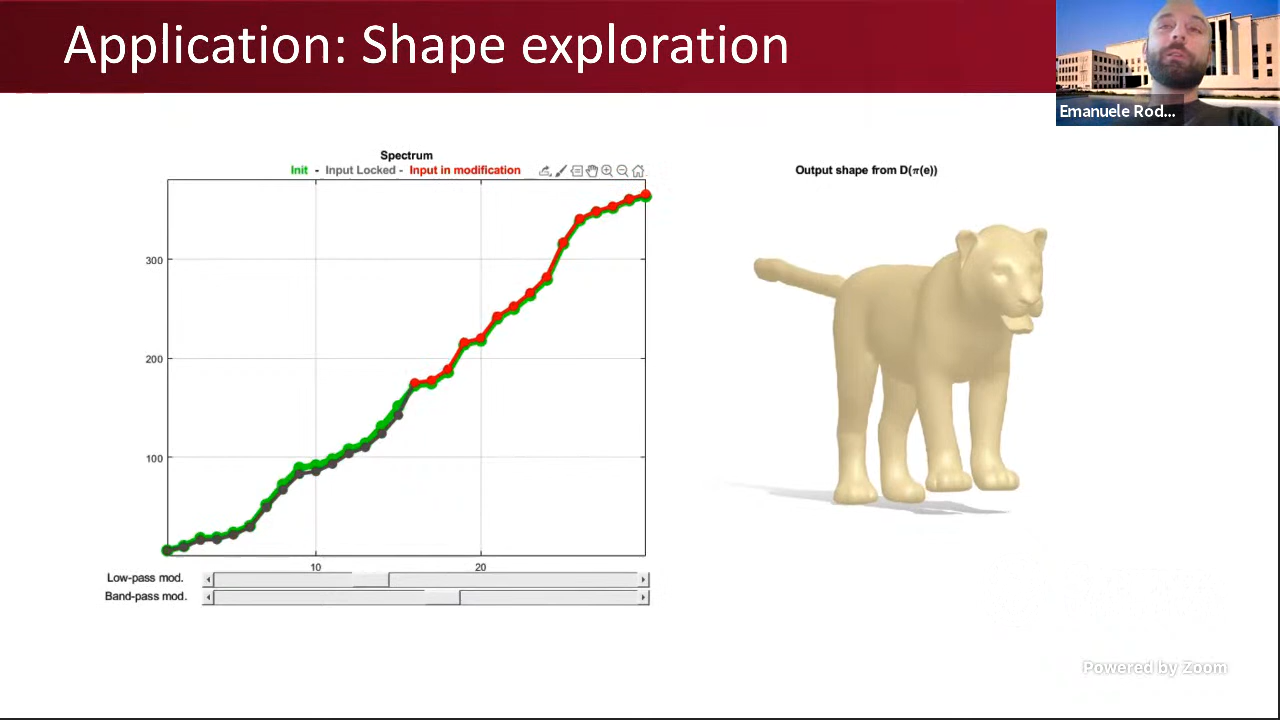 Application: Shape exploration
Emanuele Rod...
Spectrum
Init - Input Locked - Input in modification
Output shape from D(π(e))
300
200
100
10 20
Low-pass mod.
Band-pass mod.
Powered by Zoom